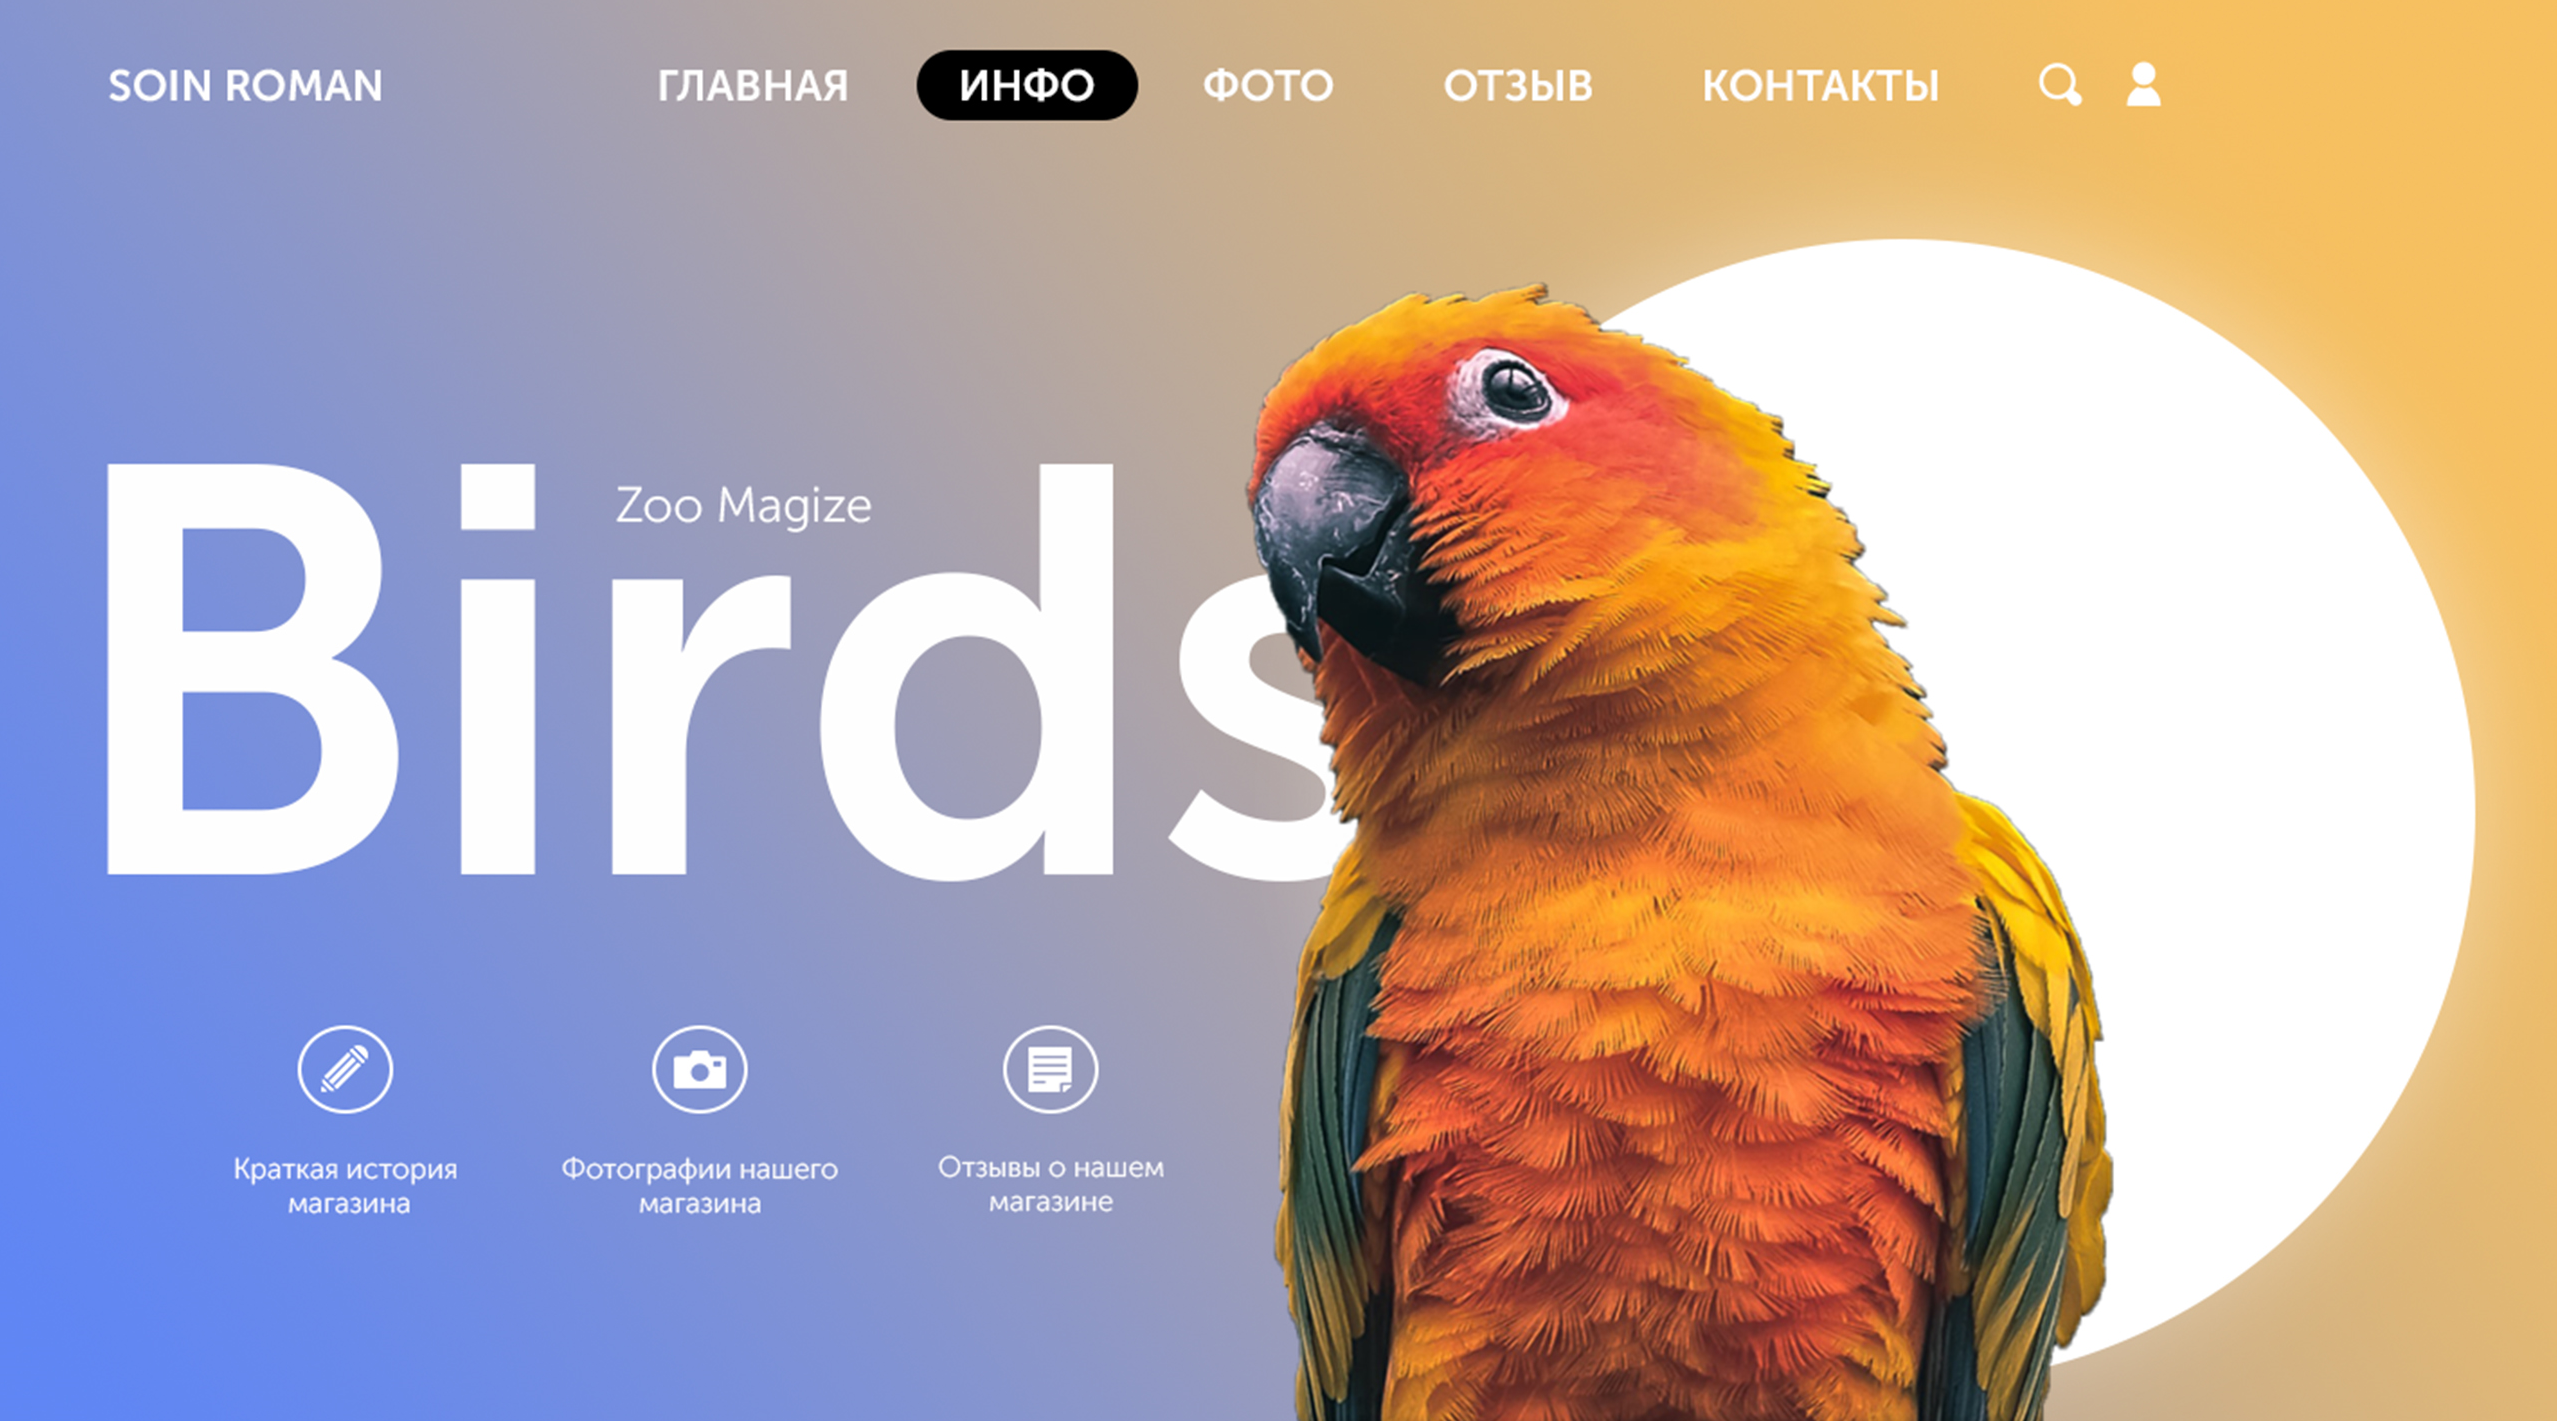 SOIN ROMAN ГЛАВНАЯ ИНФО ФОТО ОТЗЫВ КОНТАКТЫ
Zoo Magize
Birds
Краткая история
магазина
Фотографии нашего
магазина
Отзывы о нашем
магазине